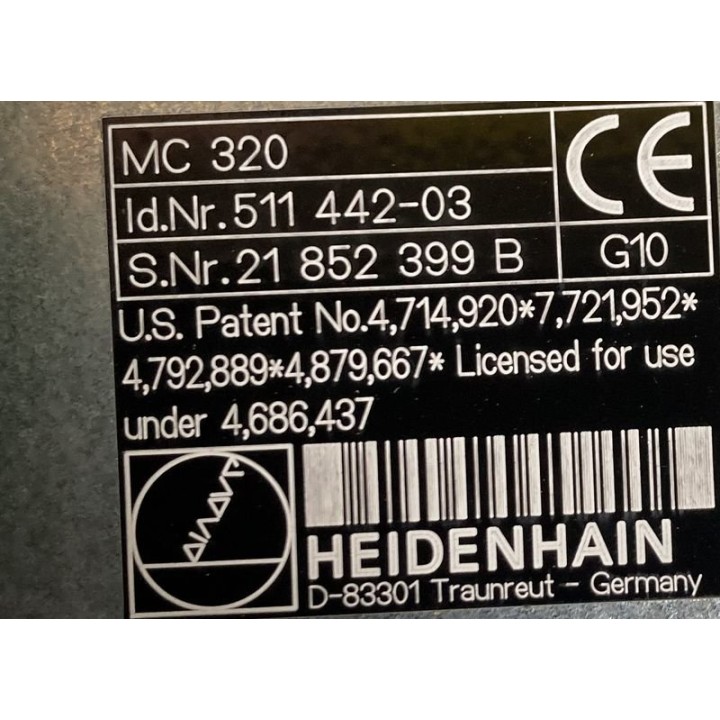 MC 320
CE
Id.Nr.511 442-03
S.Nr.21 852 399 B
G10
U.S. Patent No.4,714,920*7,721,952*
4,792,889*4,879,667* Licensed for use
under 4,686,437
HEIDENHAIN
D-83301 Traunreut - Germany